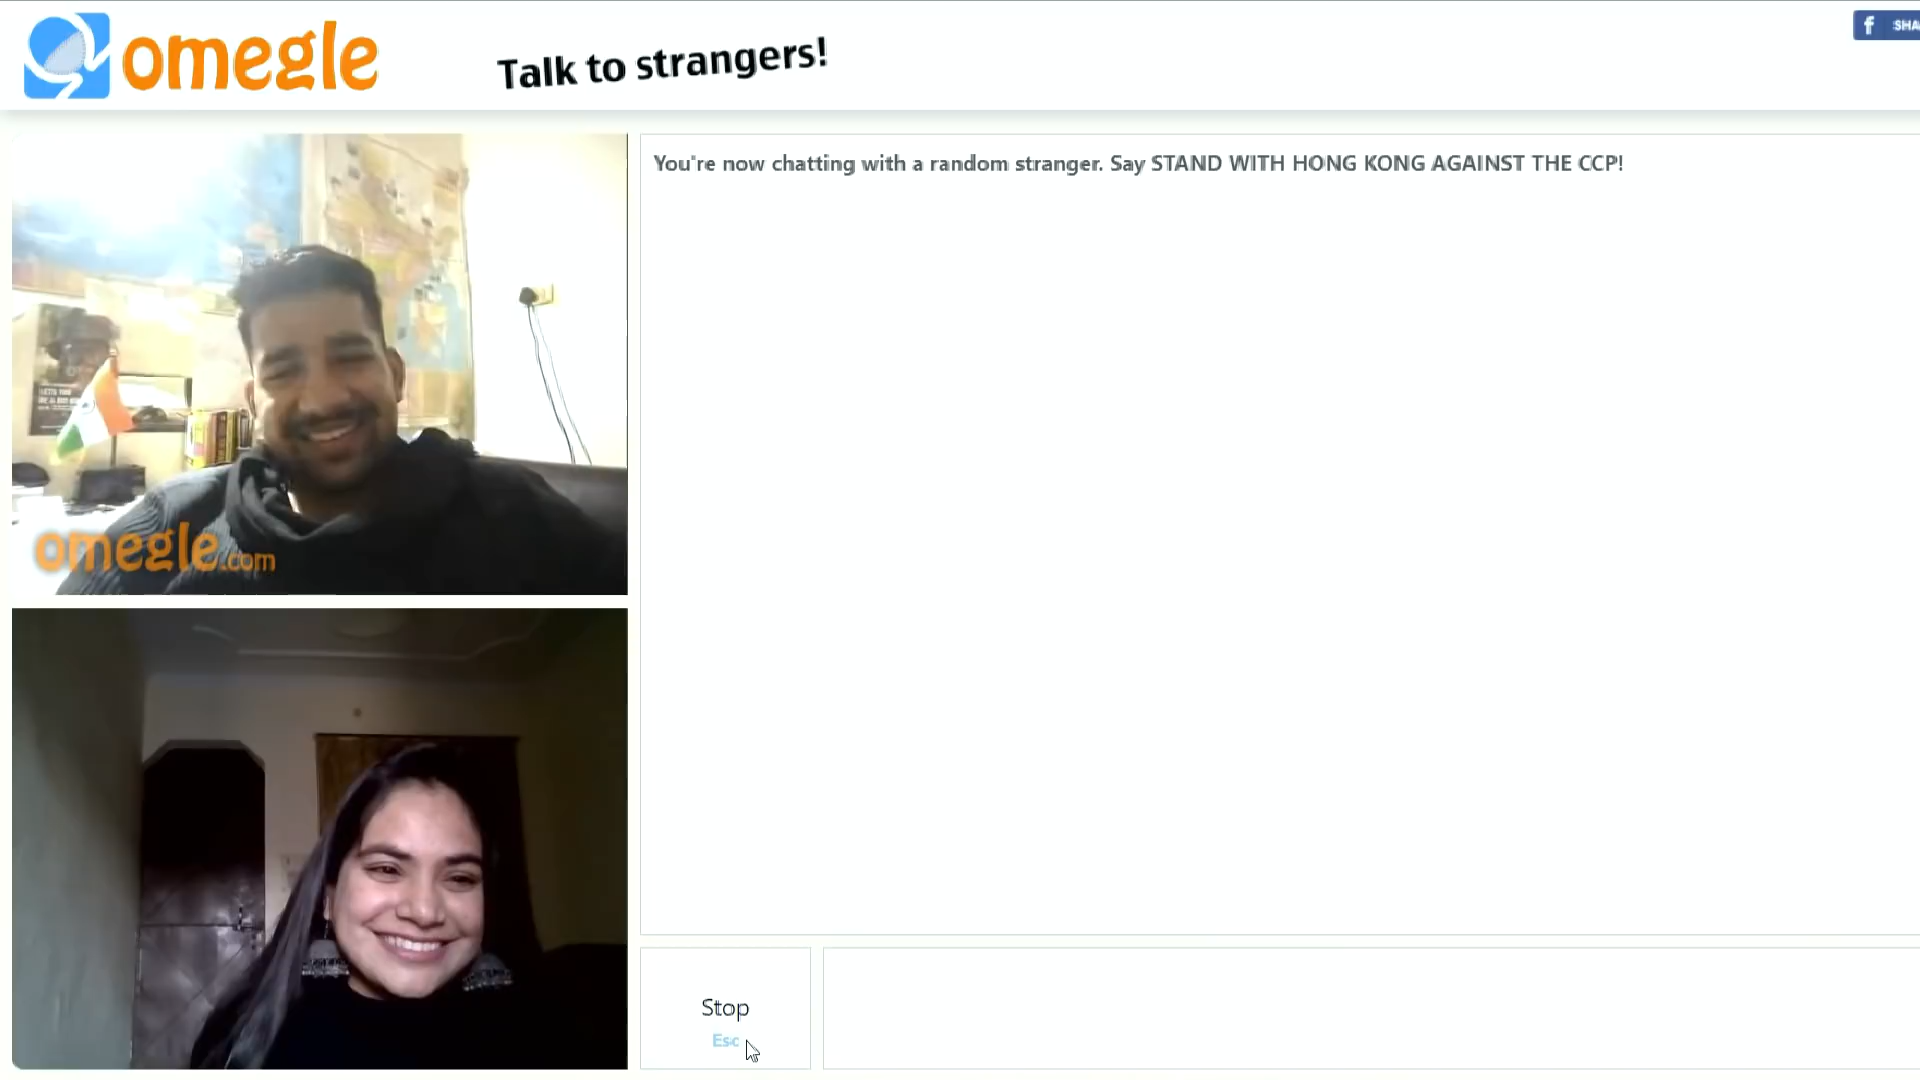 omegle
Talk to strangers!
f SHA
You're now chatting with a random stranger. Say STAND WITH HONG KONG AGAINST THE CCP!
omegle.com
Stop
Esc